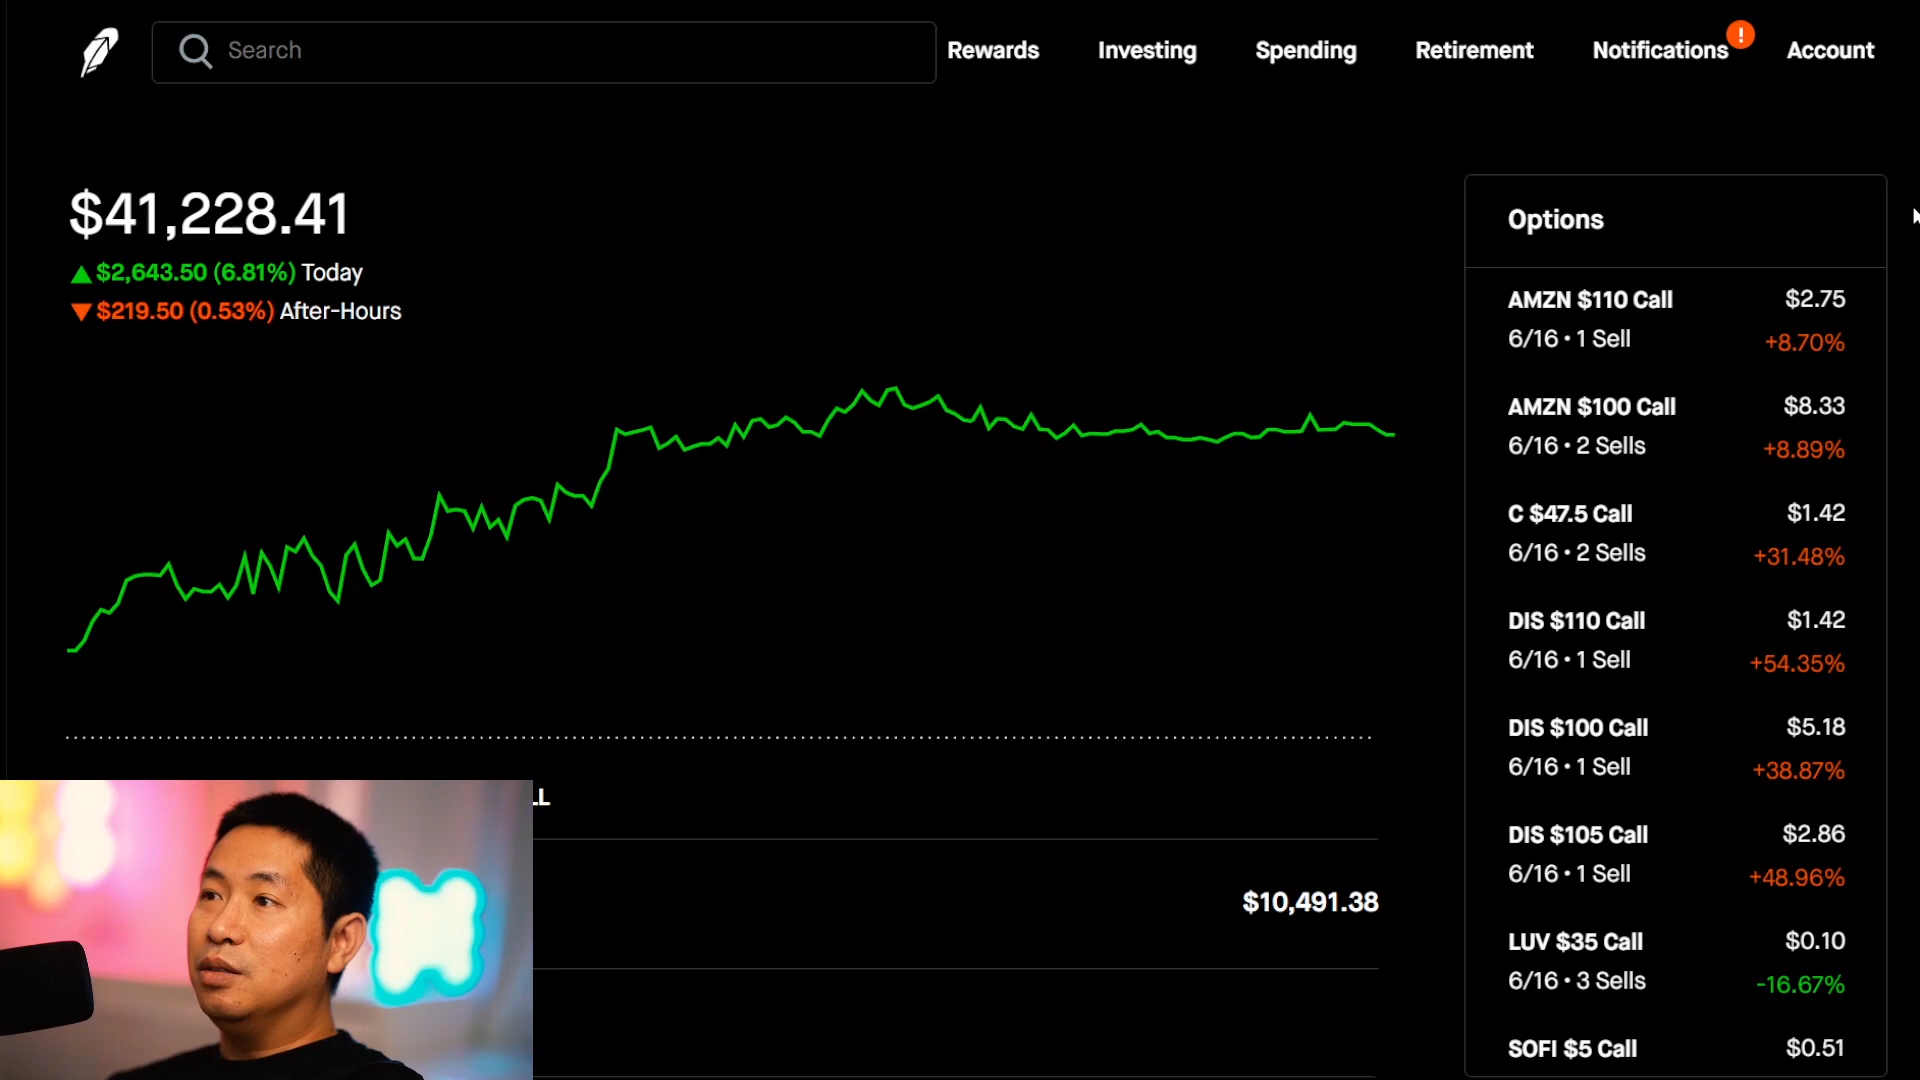 Search
Rewards
Investing
Spending
Retirement
Notifications
!
Account
$41,228.41
▲ $2,643.50 (6.81%) Today
▼ $219.50 (0.53%) After-Hours
LL
$10,491.38
Options
AMZN $110 Call $2.75
6/16 • 1 Sell +8.70%
AMZN $100 Call $8.33
6/16 • 2 Sells +8.89%
C $47.5 Call $1.42
6/16 • 2 Sells +31.48%
DIS $110 Call $1.42
6/16 • 1 Sell +54.35%
DIS $100 Call $5.18
6/16 • 1 Sell +38.87%
DIS $105 Call $2.86
6/16 • 1 Sell +48.96%
LUV $35 Call $0.10
6/16 • 3 Sells -16.67%
SOFI $5 Call $0.51